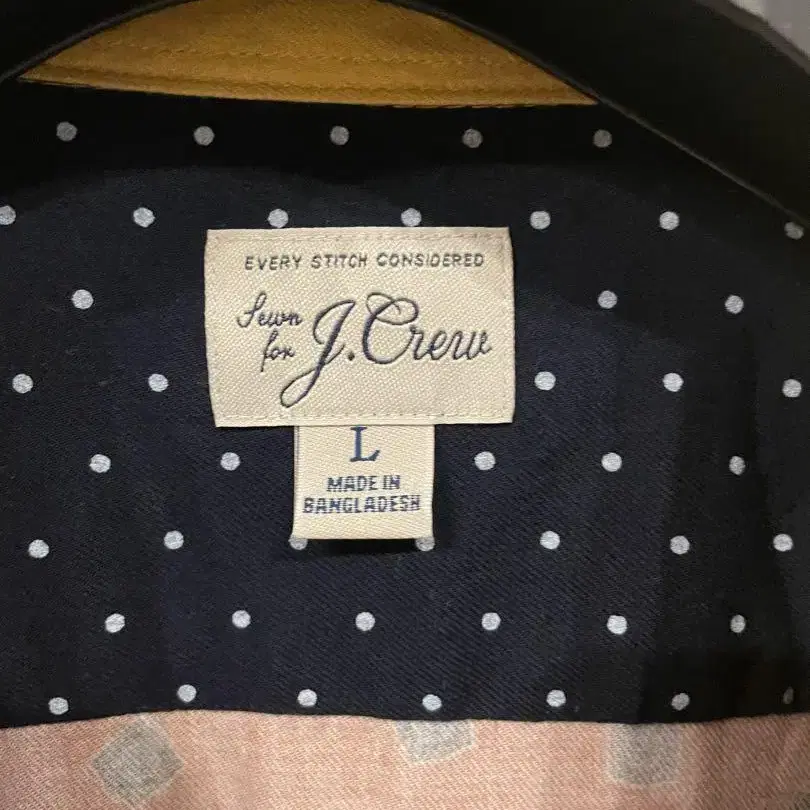 EVERY STITCH CONSIDERED
Sewn
for J.Crew
L
MADE IN
BANGLADESH